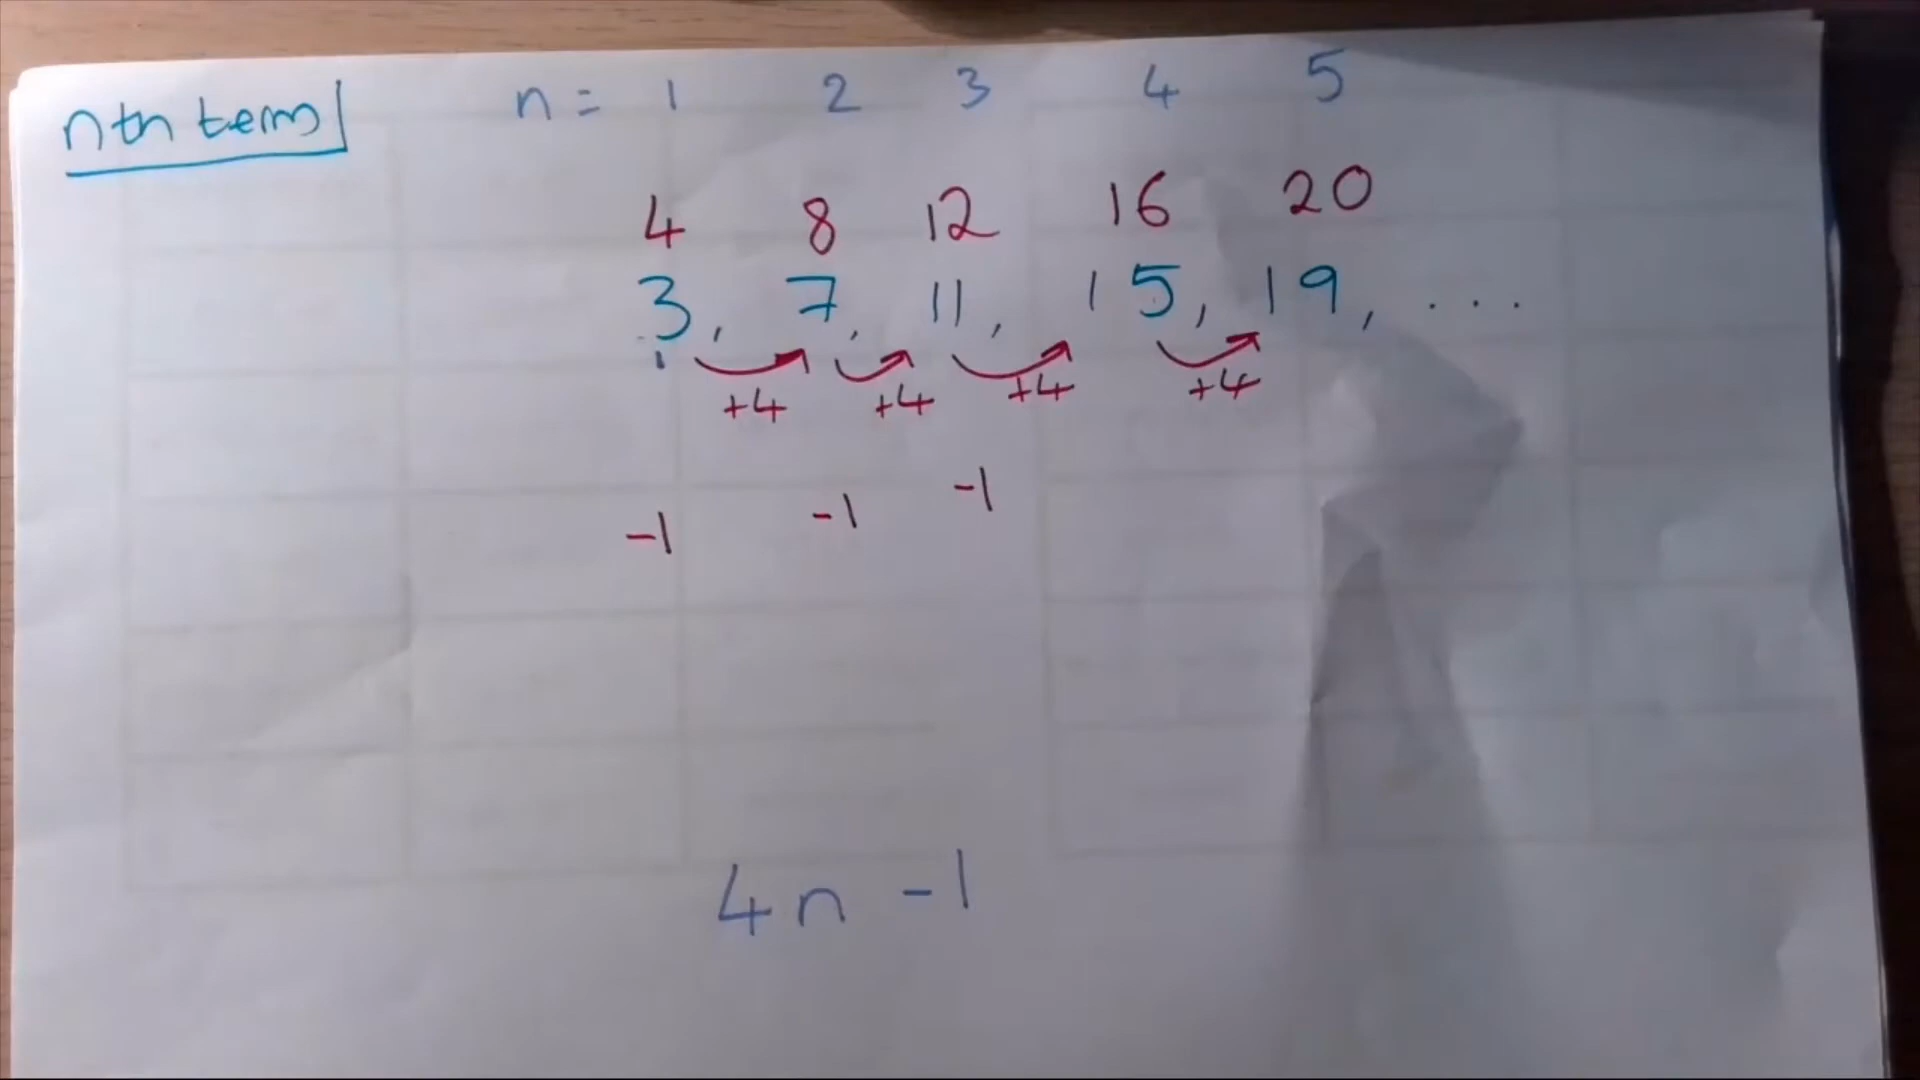 nth term
n = 1 2 3 4 5
4 8 12 16 20
3, 7, 11, 15, 19, ...
+4 +4 +4 +4
-1 -1 -1
4n -1